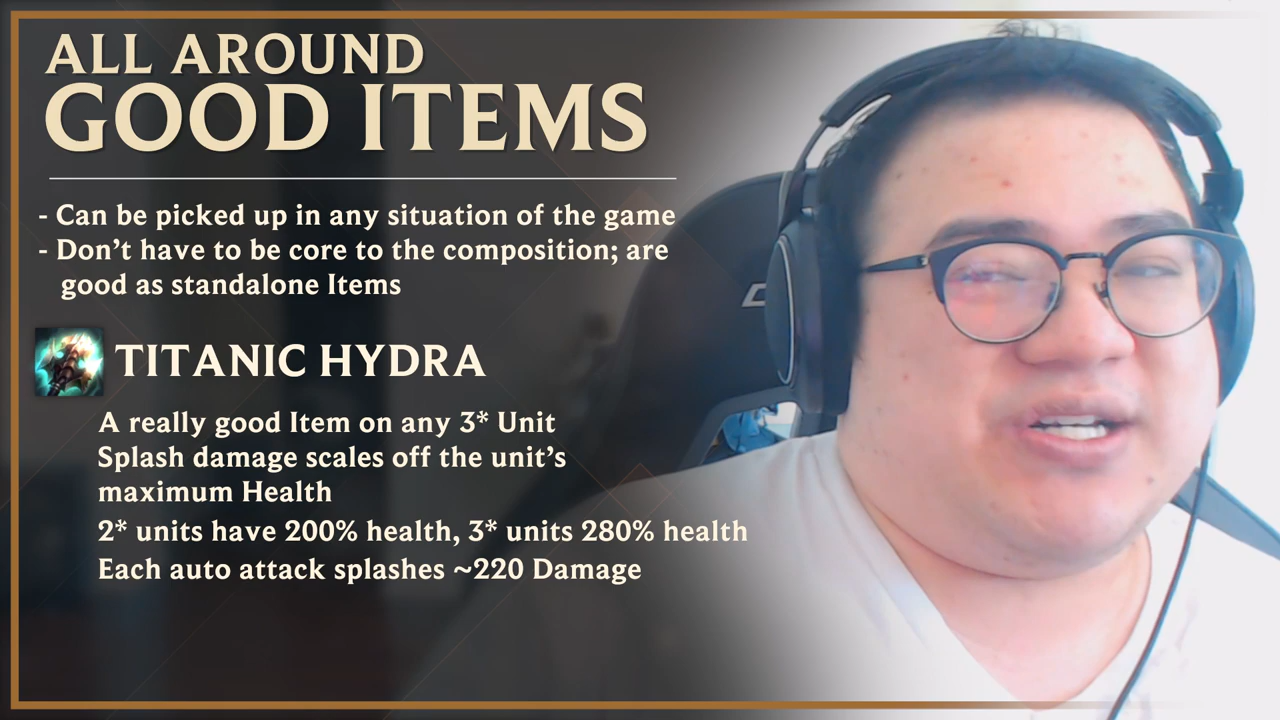 ALL AROUND
GOOD ITEMS
- Can be picked up in any situation of the game
- Don’t have to be core to the composition; are
good as standalone Items
TITANIC HYDRA
A really good Item on any 3* Unit
Splash damage scales off the unit’s
maximum Health
2* units have 200% health, 3* units 280% health
Each auto attack splashes ~220 Damage